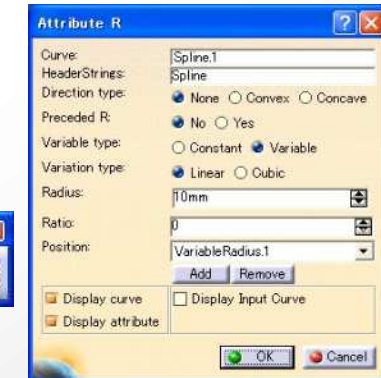 Attribute R
Curve: Spline.1
HeaderStrings: Spline
Direction type: None Convex Concave
Preceded R: No Yes
Variable type: Constant Variable
Variation type: Linear Cubic
Radius: 10mm
Ratio: 0
Position: VariableRadius.1
Add Remove
Display curve Display Input Curve
Display attribute
OK Cancel